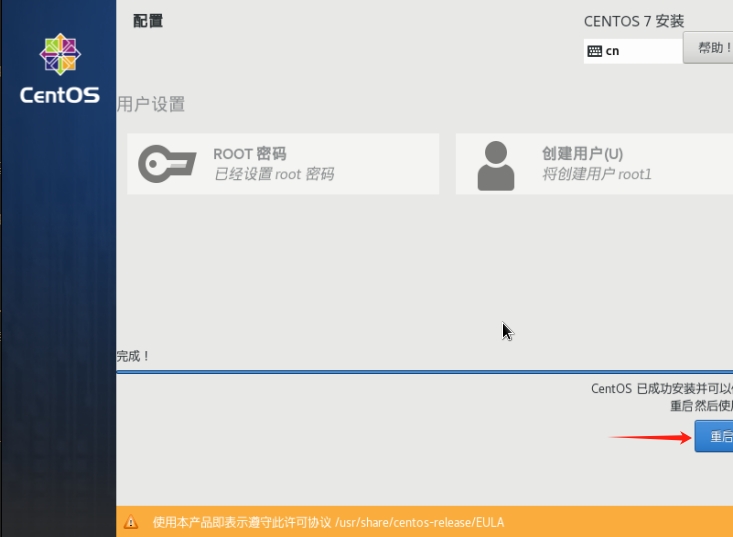 配置
CENTOS 7 安装
cn
帮助！
CentOS
用户设置
ROOT 密码
已经设置 root 密码
创建用户(U)
将创建用户 root1
完成！
CentOS 已成功安装并可以
重启然后使
重启
使用本产品即表示遵守此许可协议 /usr/share/centos-release/EULA